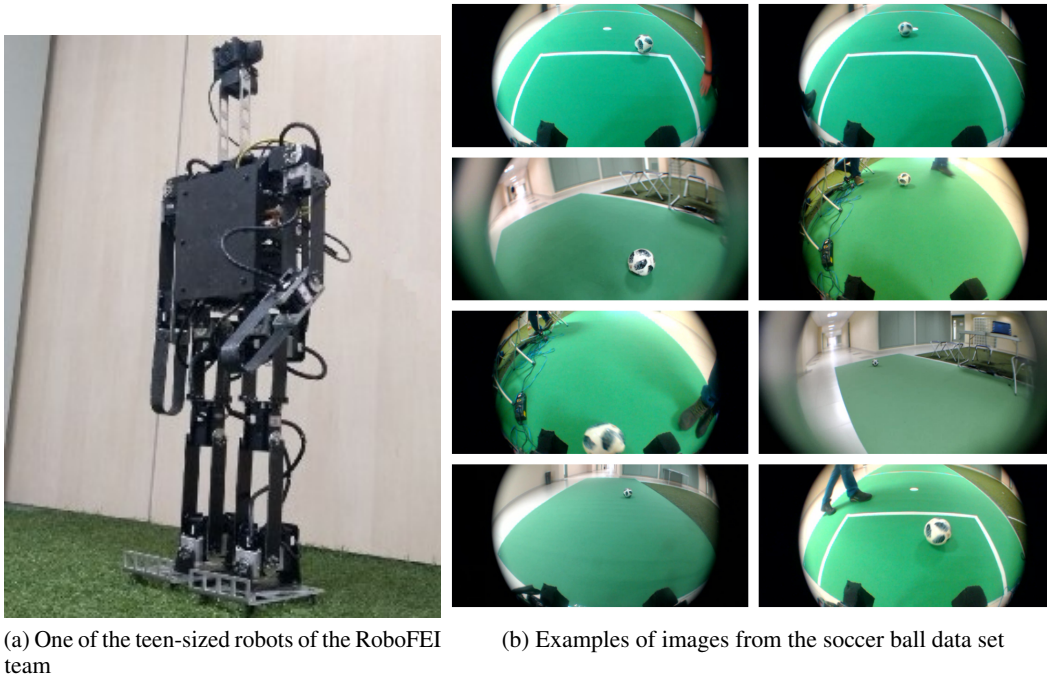 (a) One of the teen-sized robots of the RoboFEI
team
(b) Examples of images from the soccer ball data set